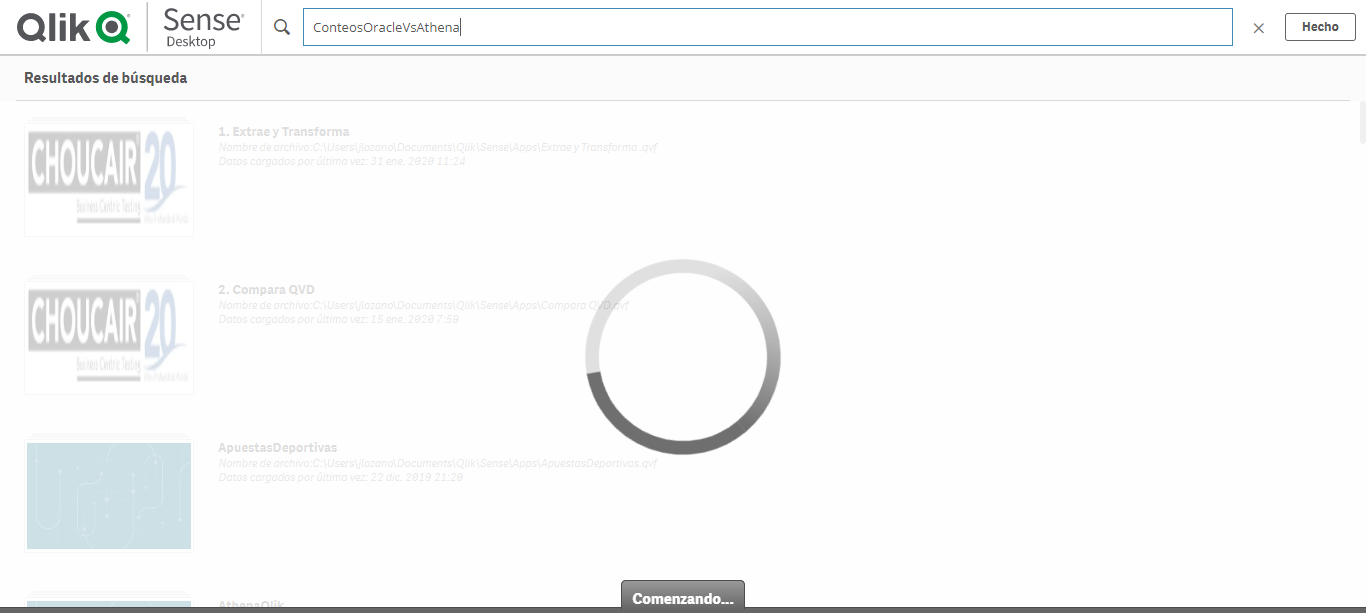 Qlik Sense®
Desktop
ConteosOracleVsAthena
Hecho
Resultados de búsqueda
CHOUCAIR 20
Business Centric Testing
1. Extrae y Transforma
Nombre de archivo:C:\Users\jlozano\Documents\Qlik\Sense\Apps\Extrae y Transforma .qvf
Datos cargados por última vez: 31 ene. 2020 11:24
CHOUCAIR 20
Business Centric Testing
2. Compara QVD
Nombre de archivo:C:\Users\jlozano\Documents\Qlik\Sense\Apps\Compara QVD.qvf
Datos cargados por última vez: 15 ene. 2020 7:59
ApuestasDeportivas
Nombre de archivo:C:\Users\jlozano\Documents\Qlik\Sense\Apps\ApuestasDeportivas.qvf
Datos cargados por última vez: 22 dic. 2019 21:20
AthenaQlik
Comenzando...